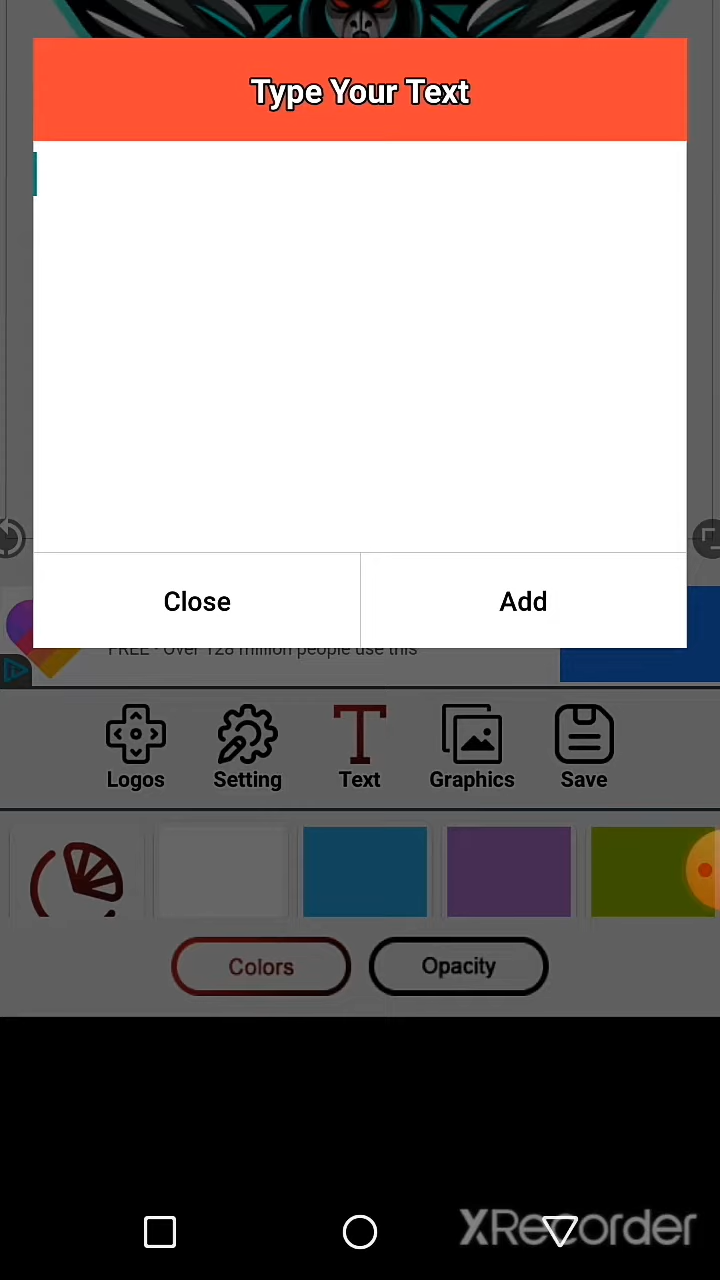 Type Your Text
Close
Add
FREE · Over 128 million people use this
Logos
Setting
Text
Graphics
Save
Colors
Opacity
XRecorder